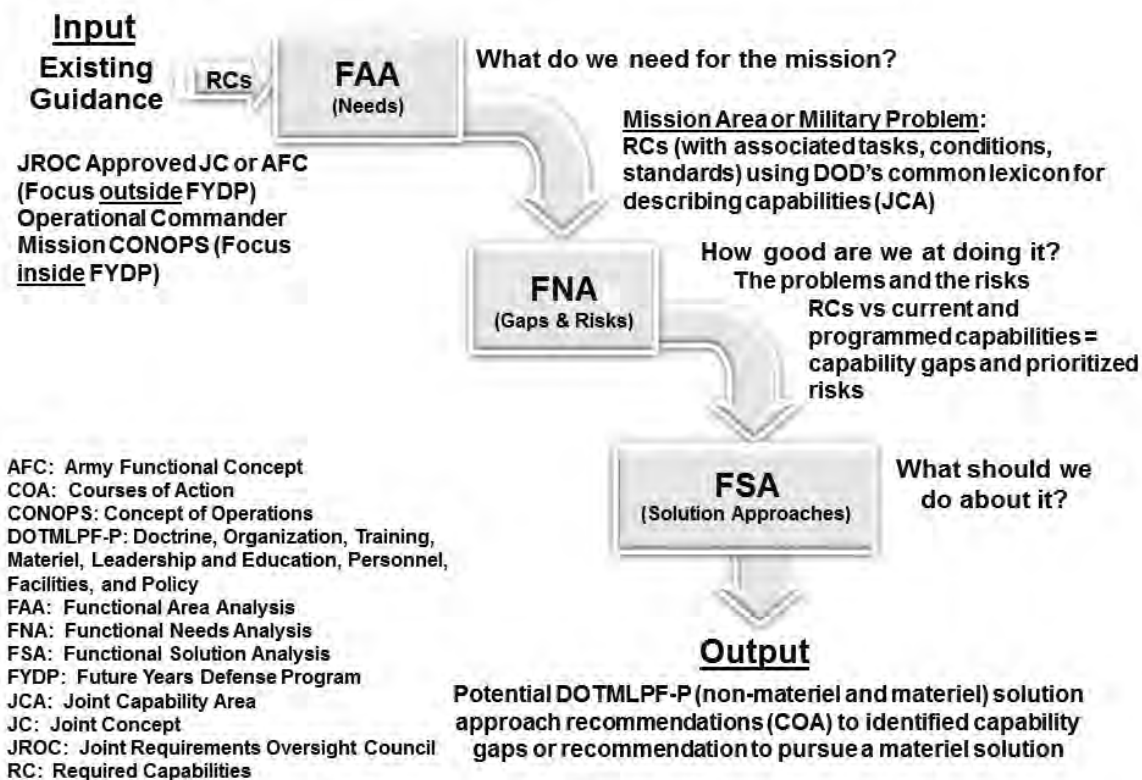 Input
Existing
Guidance
RCs
FAA
(Needs)
What do we need for the mission?
JROC Approved JC or AFC
(Focus outside FYDP)
Operational Commander
Mission CONOPS (Focus
inside FYDP)
Mission Area or Military Problem:
RCs (with associated tasks, conditions,
standards) using DOD's common lexicon for
describing capabilities (JCA)
FNA
(Gaps & Risks)
How good are we at doing it?
The problems and the risks
RCs vs current and
programmed capabilities =
capability gaps and prioritized
risks
FSA
(Solution Approaches)
What should we
do about it?
AFC: Army Functional Concept
COA: Courses of Action
CONOPS: Concept of Operations
DOTMLPF-P: Doctrine, Organization, Training,
Materiel, Leadership and Education, Personnel,
Facilities, and Policy
FAA: Functional Area Analysis
FNA: Functional Needs Analysis
FSA: Functional Solution Analysis
FYDP: Future Years Defense Program
JCA: Joint Capability Area
JC: Joint Concept
JROC: Joint Requirements Oversight Council
RC: Required Capabilities
Output
Potential DOTMLPF-P (non-materiel and materiel) solution
approach recommendations (COA) to identified capability
gaps or recommendation to pursue a materiel solution